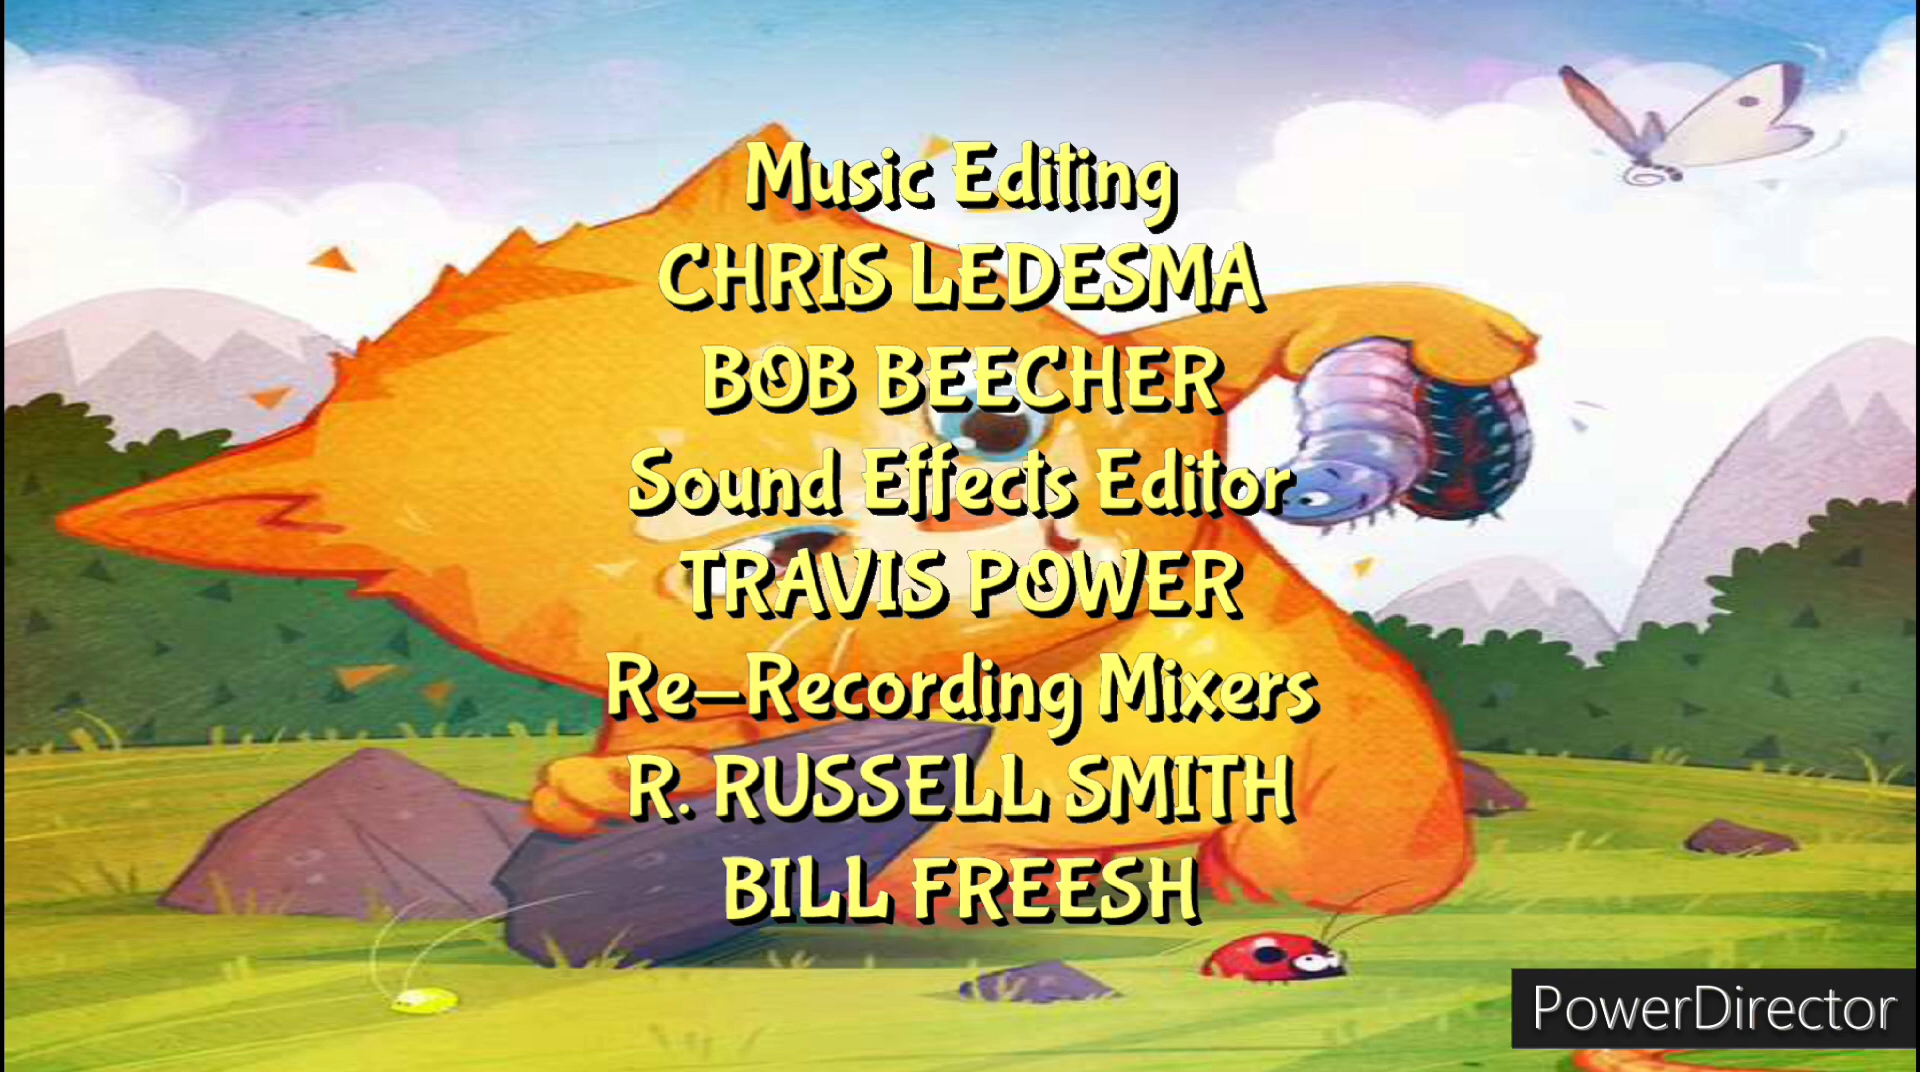 Music Editing
CHRIS LEDESMA
BOB BEECHER
Sound Effects Editor
TRAVIS POWER
Re-Recording Mixers
R. RUSSELL SMITH
BILL FREESH
PowerDirector